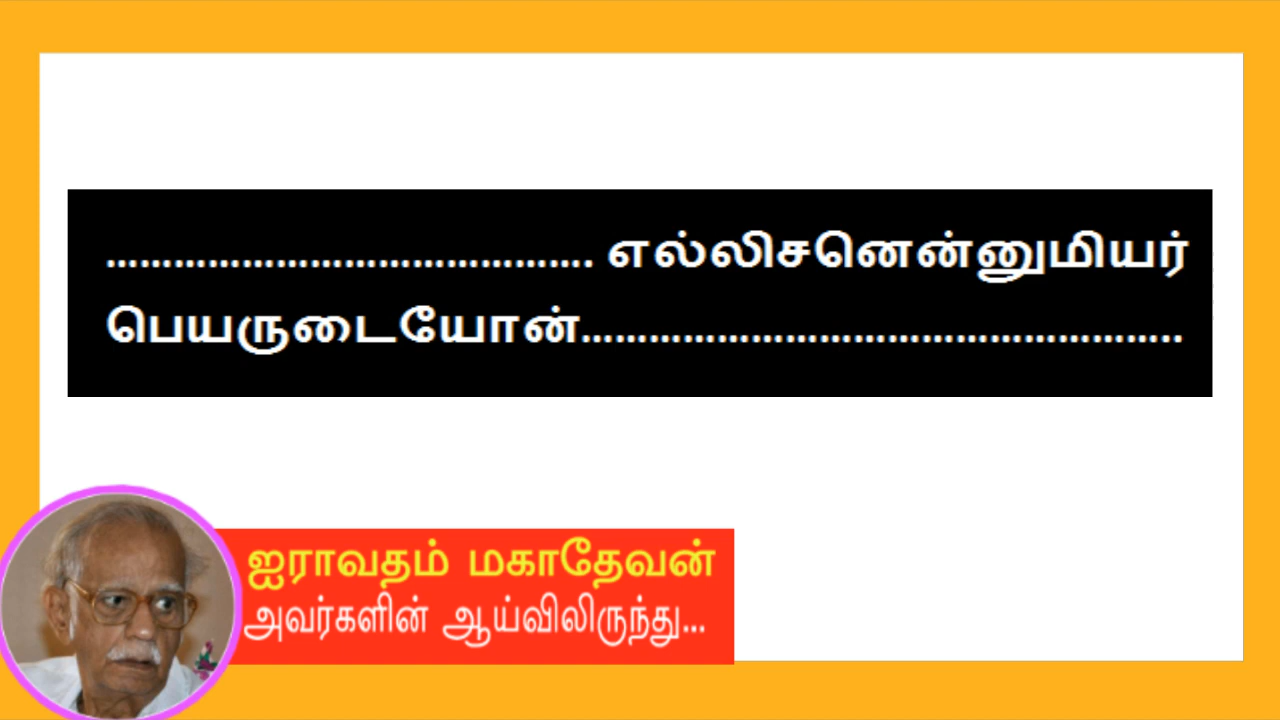 ........................................... எல்லிசனென்னுமியர்
பெயருடையோன்.....................................................
ஐராவதம் மகாதேவன்
அவர்களின் ஆய்விலிருந்து...